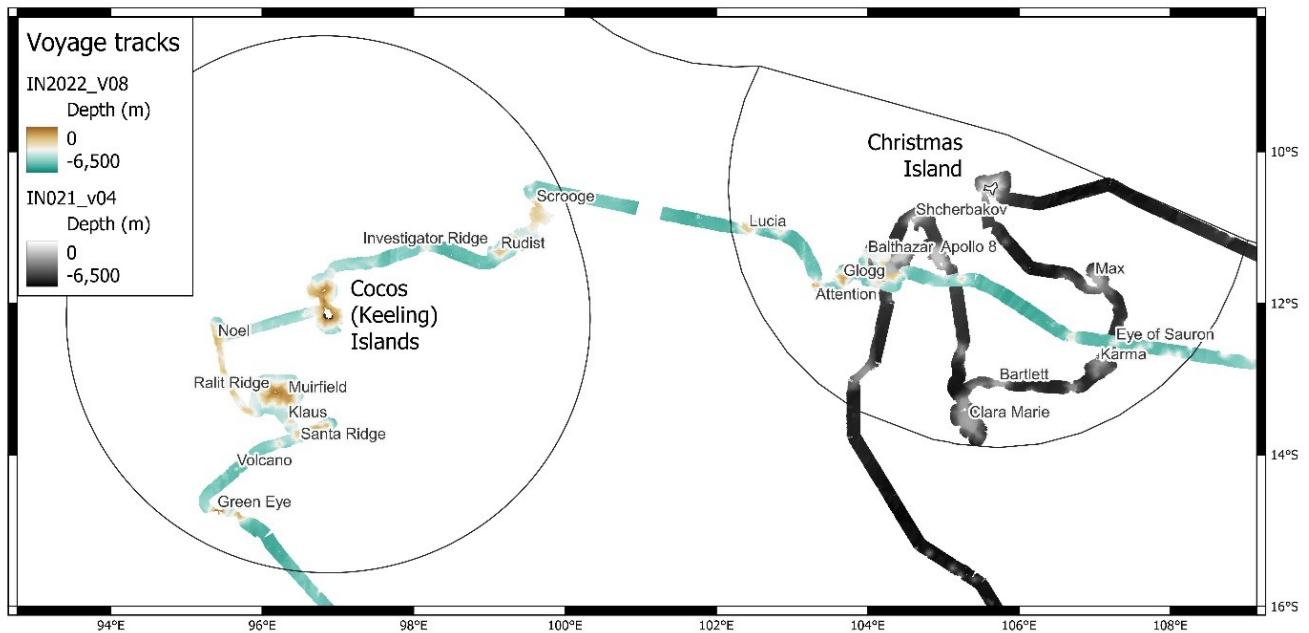 Voyage tracks
IN2022_V08
Depth (m)
0
-6,500
IN021_v04
Depth (m)
0
-6,500
Christmas
Island
10°S
Scrooge
Shcherbakov
Lucia
Investigator Ridge
Rudist
Balthazar
Apollo 8
Glogg
Max
Attention
Cocos
(Keeling)
Islands
12°S
Noel
Eye of Sauron
Karma
Ralit Ridge
Muirfield
Bartlett
Klaus
Clara Marie
Santa Ridge
14°S
Volcano
Green Eye
16°S
94°E
96°E
98°E
100°E
102°E
104°E
106°E
108°E